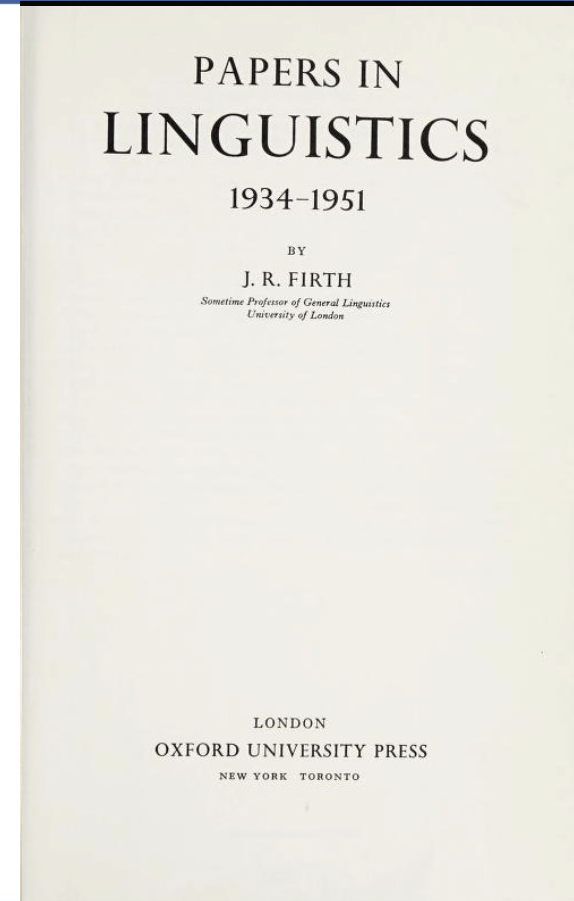 PAPERS IN
LINGUISTICS
1934–1951
BY
J. R. FIRTH
Sometime Professor of General Linguistics
University of London
LONDON
OXFORD UNIVERSITY PRESS
NEW YORK TORONTO